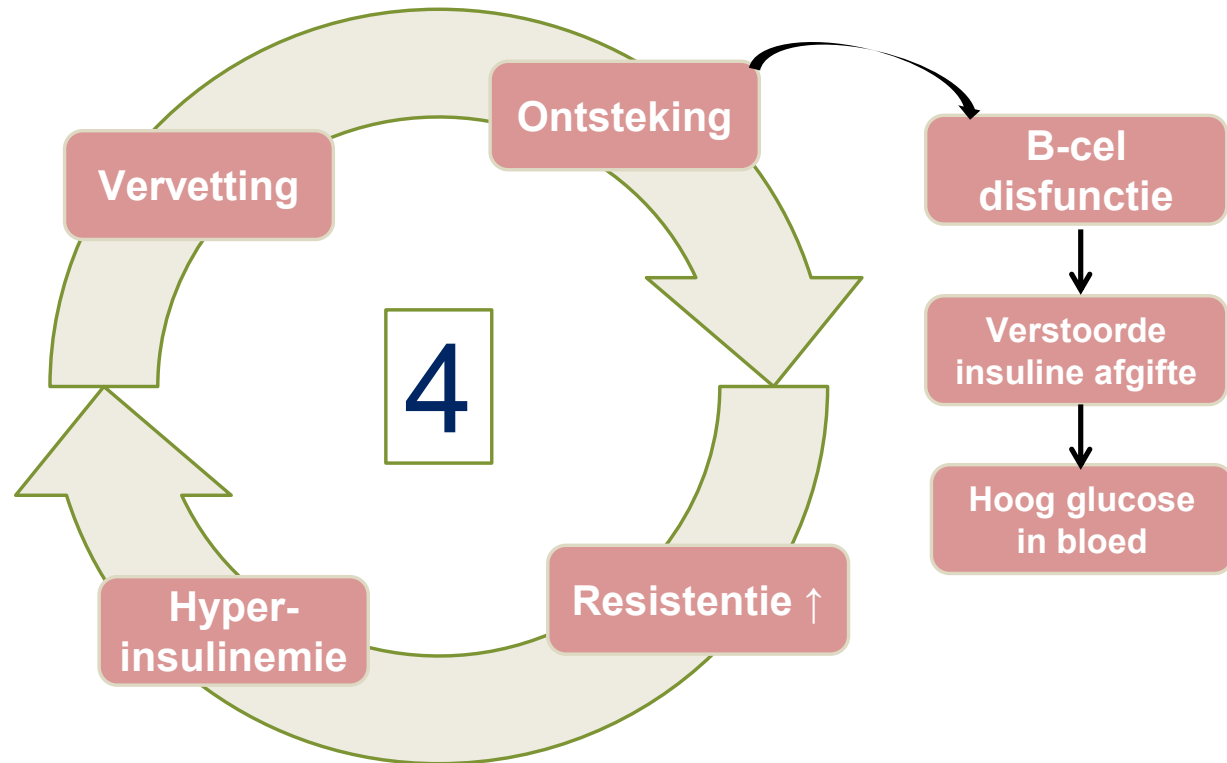 Ontsteking
Vervetting
B-cel
disfunctie
4
Verstoorde
insuline afgifte
Hoog glucose
in bloed
Resistentie ↑
Hyper-
insulinemie